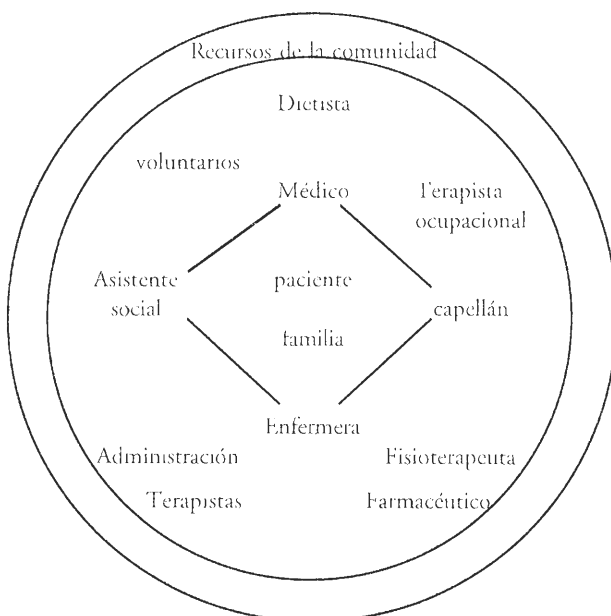 Recursos de la comunidad
Dietista
voluntarios
Médico
Terapista
ocupacional
Asistente
social
paciente
capellán
familia
Enfermera
Administración
Fisioterapeuta
Terapistas
Farmacéutico